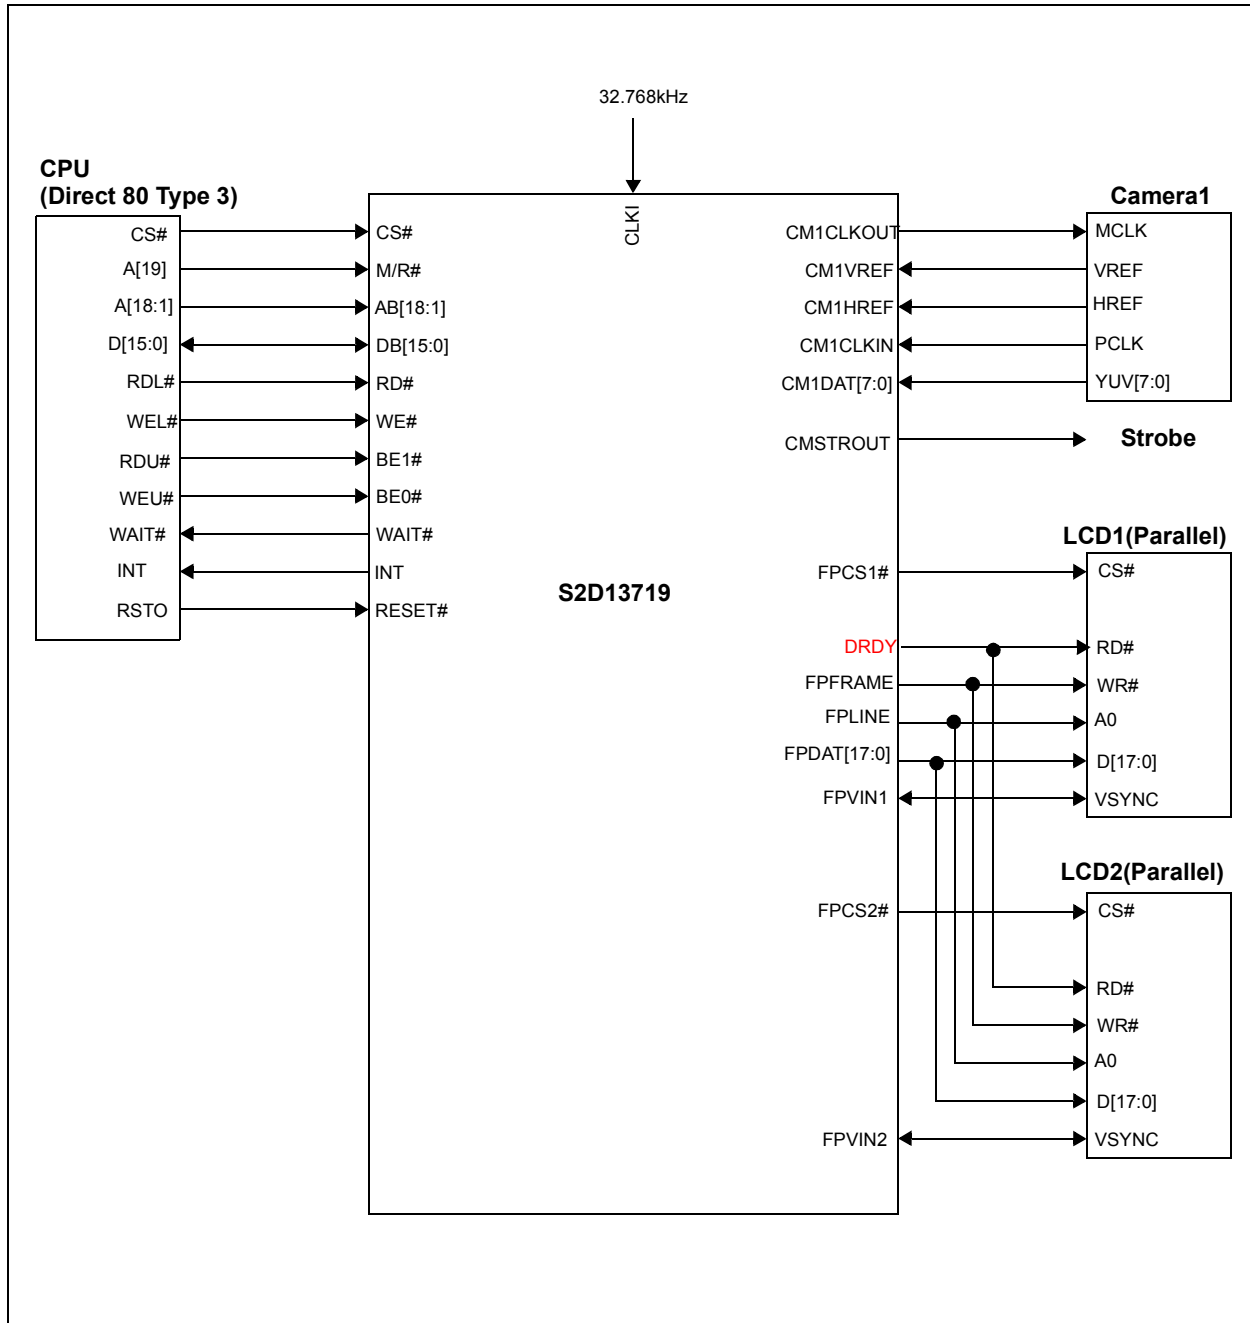 32.768kHz
CPU
(Direct 80 Type 3)
CS#
A[19]
A[18:1]
D[15:0]
RDL#
WEL#
RDU#
WEU#
WAIT#
INT
RSTO
CLKI
CS#
M/R#
AB[18:1]
DB[15:0]
RD#
WE#
BE1#
BE0#
WAIT#
INT
RESET#
S2D13719
CM1CLKOUT
CM1VREF
CM1HREF
CM1CLKIN
CM1DAT[7:0]
CMSTROUT
FPCS1#
DRDY
FPFRAME
FPLINE
FPDAT[17:0]
FPVIN1
FPCS2#
FPVIN2
Camera1
MCLK
VREF
HREF
PCLK
YUV[7:0]
Strobe
LCD1(Parallel)
CS#
RD#
WR#
A0
D[17:0]
VSYNC
LCD2(Parallel)
CS#
RD#
WR#
A0
D[17:0]
VSYNC